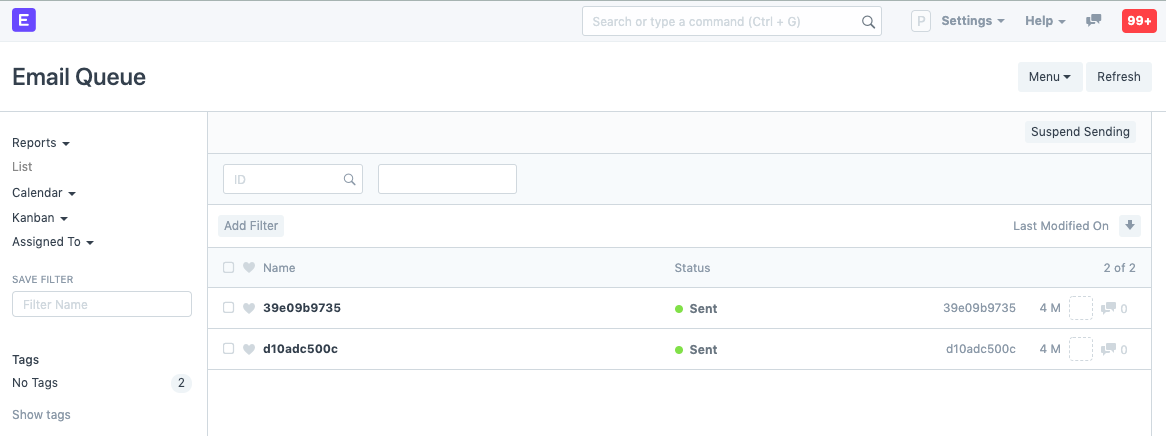 E
Search or type a command (Ctrl + G)
P
Settings
Help
99+
Email Queue
Menu
Refresh
Reports
List
Calendar
Kanban
Assigned To
SAVE FILTER
Filter Name
Tags
No Tags 2
Show tags
Suspend Sending
ID
Add Filter
Last Modified On
Name Status 2 of 2
39e09b9735 Sent 39e09b9735 4 M 0
d10adc500c Sent d10adc500c 4 M 0